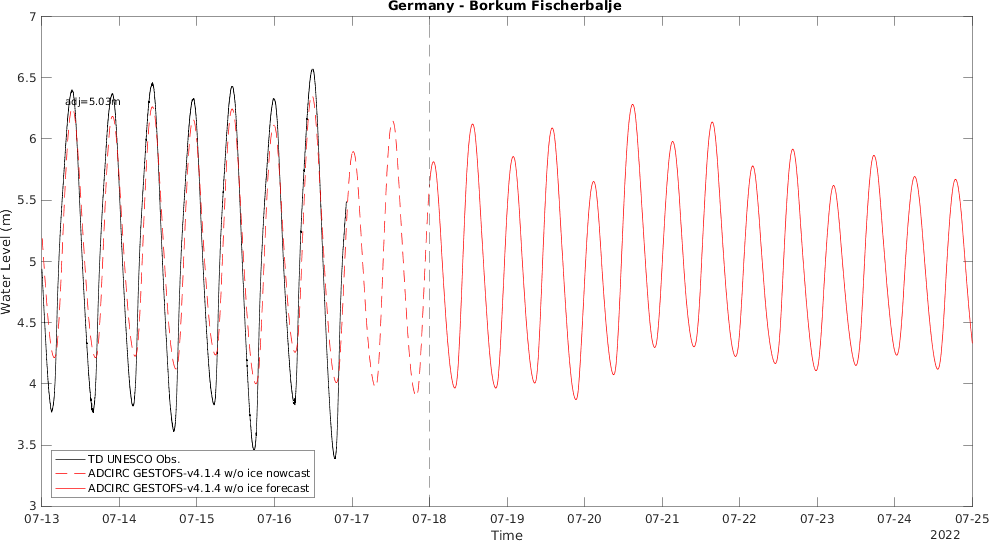 Germany - Borkum Fischerbalje
7
6.5
adj=5.03m
6
5.5
5
4.5
4
3.5
3
Water Level (m)
TD UNESCO Obs.
ADCIRC GESTOFS-v4.1.4 w/o ice nowcast
ADCIRC GESTOFS-v4.1.4 w/o ice forecast
07-13 07-14 07-15 07-16 07-17 07-18 07-19 07-20 07-21 07-22 07-23 07-24 07-25
Time
2022